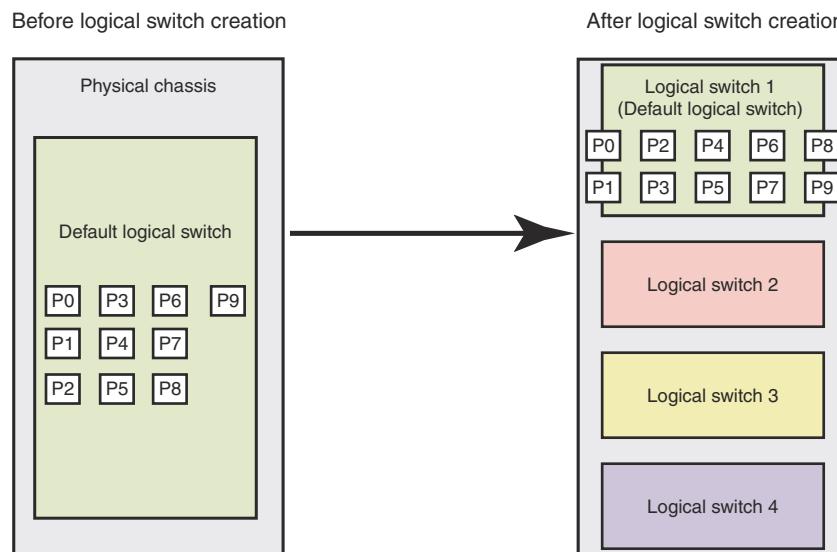 Before logical switch creation
After logical switch creation
Physical chassis
Default logical switch
P0 P3 P6 P9
P1 P4 P7
P2 P5 P8
Logical switch 1
(Default logical switch)
P0 P2 P4 P6 P8
P1 P3 P5 P7 P9
Logical switch 2
Logical switch 3
Logical switch 4